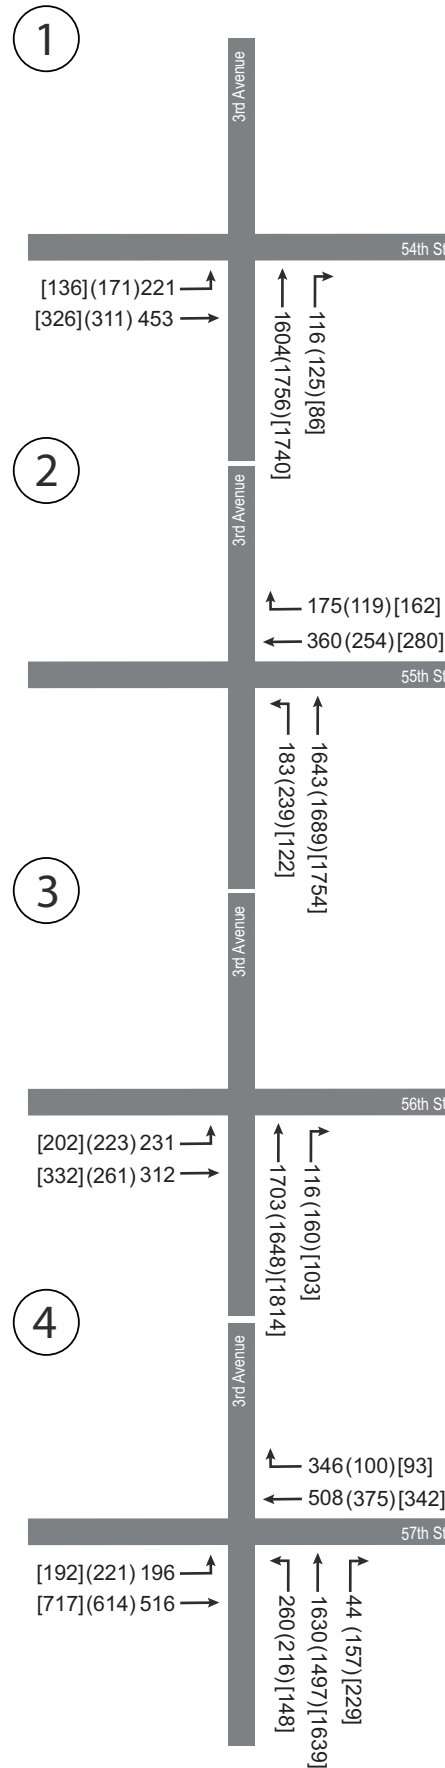 1
3rd Avenue
54th St
[136](171)221
[326](311) 453
1604(1756)[1740]
116 (125)[86]
2
3rd Avenue
175(119)[162]
360(254)[280]
55th St
183(239)[122]
1643(1689)[1754]
3
3rd Avenue
56th St
[202](223) 231
[332](261) 312
1703(1648)[1814]
116(160)[103]
4
3rd Avenue
346(100)[93]
508(375)[342]
57th St
[192](221) 196
[717](614) 516
260(216)[148]
1630(1497)[1639]
44 (157)[229]